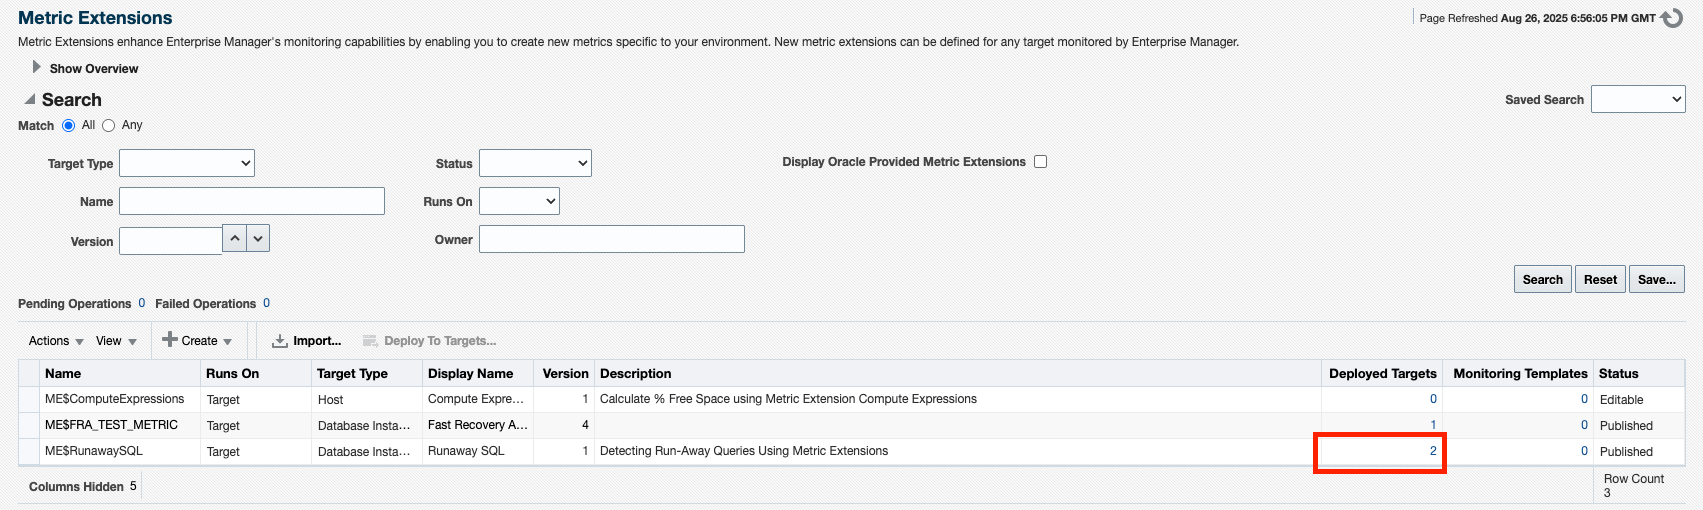 Metric Extensions
Page Refreshed Aug 26, 2025 6:56:05 PM GMT
Metric Extensions enhance Enterprise Manager's monitoring capabilities by enabling you to create new metrics specific to your environment. New metric extensions can be defined for any target monitored by Enterprise Manager.
Show Overview
Search
Saved Search
Match All Any
Target Type Status Display Oracle Provided Metric Extensions
Name Runs On
Version Owner
Search Reset Save...
Pending Operations 0 Failed Operations 0
Actions View Create Import... Deploy To Targets...
Name Runs On Target Type Display Name Version Description Deployed Targets Monitoring Templates Status
ME$ComputeExpressions Target Host Compute Expre... 1 Calculate % Free Space using Metric Extension Compute Expressions 0 0 Editable
ME$FRA_TEST_METRIC Target Database Insta... Fast Recovery A... 4 1 0 Published
ME$RunawaySQL Target Database Insta... Runaway SQL 1 Detecting Run-Away Queries Using Metric Extensions 2 0 Published
Columns Hidden 5
Row Count
3